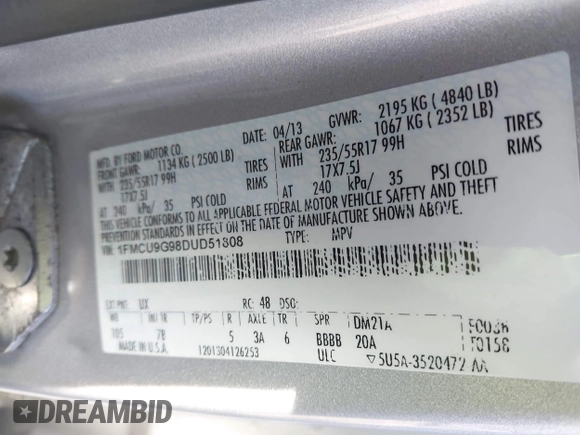 MFD. BY FORD MOTOR CO.
DATE: 04/13 GVWR: 2195 KG ( 4840 LB)
FRONT GAWR: 1134 KG ( 2500 LB) REAR GAWR: 1067 KG ( 2352 LB)
WITH 235/55R17 99H TIRES WITH 235/55R17 99H TIRES
17X7.5J RIMS 17X7.5J RIMS
AT 240 kPa/ 35 PSI COLD AT 240 kPa/ 35 PSI COLD
THIS VEHICLE CONFORMS TO ALL APPLICABLE FEDERAL MOTOR VEHICLE SAFETY AND THEFT
PREVENTION STANDARDS IN EFFECT ON THE DATE OF MANUFACTURE SHOWN ABOVE.
VIN: 1FMCU9G98DUD51308 TYPE: MPV
EXT PNT: UX RC: 48 DSO:
WB INT TR TP/PS R AXLE TR SPR DM21A F0038
105 7B 5 3A 6 BBBB 20A F0158
MADE IN U.S.A. 1201304126253 ULC ▽5U5A-3520472 AA
DREAMBID